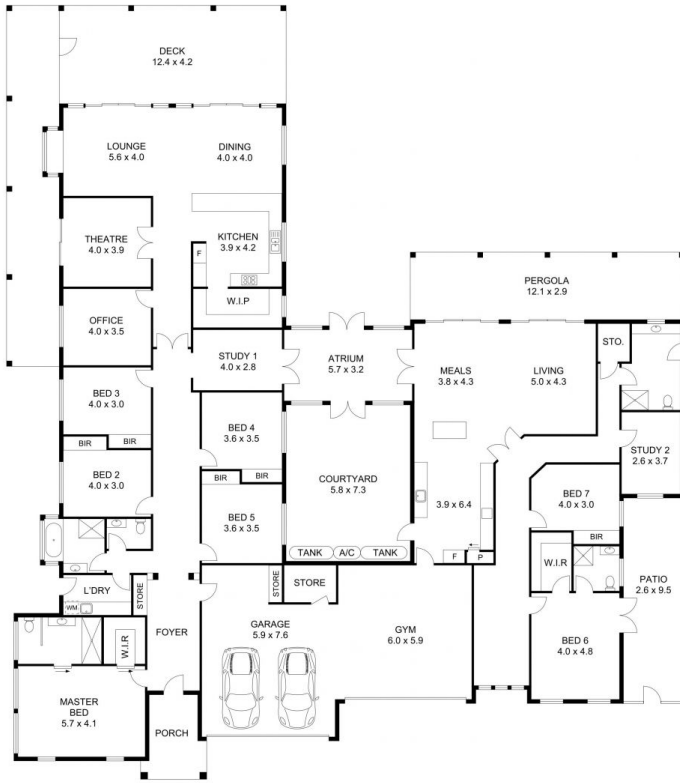 DECK
12.4 x 4.2
LOUNGE
5.6 x 4.0
DINING
4.0 x 4.0
THEATRE
4.0 x 3.9
KITCHEN
3.9 x 4.2
F
W.I.P
OFFICE
4.0 x 3.5
PERGOLA
12.1 x 2.9
STUDY 1
4.0 x 2.8
ATRIUM
5.7 x 3.2
MEALS
3.8 x 4.3
LIVING
5.0 x 4.3
STO.
BED 3
4.0 x 3.0
BIR
BIR
BED 4
3.6 x 3.5
BIR
BIR
STUDY 2
2.6 x 3.7
BED 2
4.0 x 3.0
COURTYARD
5.8 x 7.3
3.9 x 6.4
BED 7
4.0 x 3.0
BIR
BED 5
3.6 x 3.5
TANK
A/C
TANK
F
P
W.I.R
L'DRY
WM
STORE
STORE
STORE
PATIO
2.6 x 9.5
FOYER
GARAGE
5.9 x 7.6
GYM
6.0 x 5.9
BED 6
4.0 x 4.8
W.I.R
MASTER
BED
5.7 x 4.1
PORCH